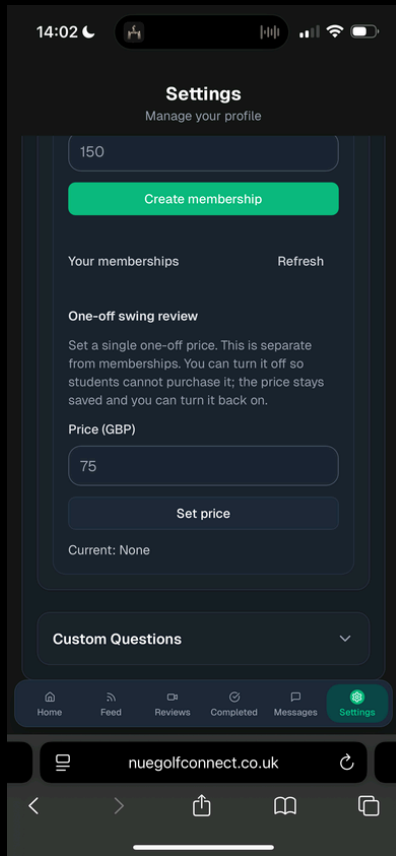 14:02
Settings
Manage your profile
150
Create membership
Your memberships
Refresh
One-off swing review
Set a single one-off price. This is separate
from memberships. You can turn it off so
students cannot purchase it; the price stays
saved and you can turn it back on.
Price (GBP)
75
Set price
Current: None
Custom Questions
Home
Feed
Reviews
Completed
Messages
Settings
nuegolfconnect.co.uk